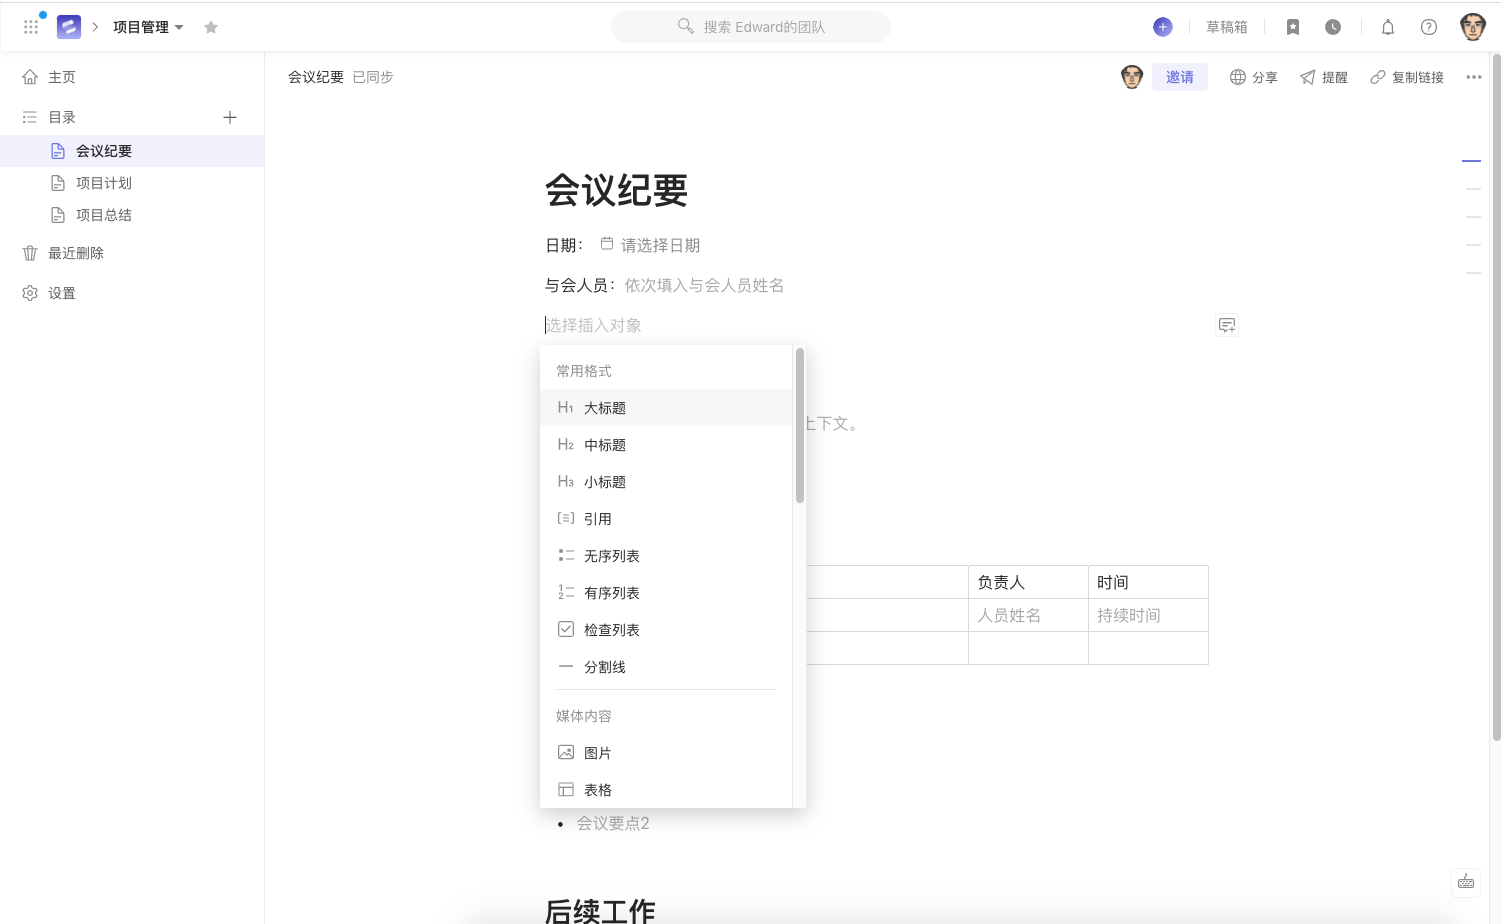 项目管理
搜索 Edward的团队
草稿箱
主页
目录
会议纪要
项目计划
项目总结
最近删除
设置
会议纪要 已同步
邀请
分享
提醒
复制链接
会议纪要
日期： 请选择日期
与会人员： 依次填入与会人员姓名
选择插入对象
常用格式
H1 大标题
H2 中标题
H3 小标题
引用
无序列表
有序列表
检查列表
分割线
媒体内容
图片
表格
上下文。
负责人 时间
人员姓名 持续时间
• 会议要点2
后续工作